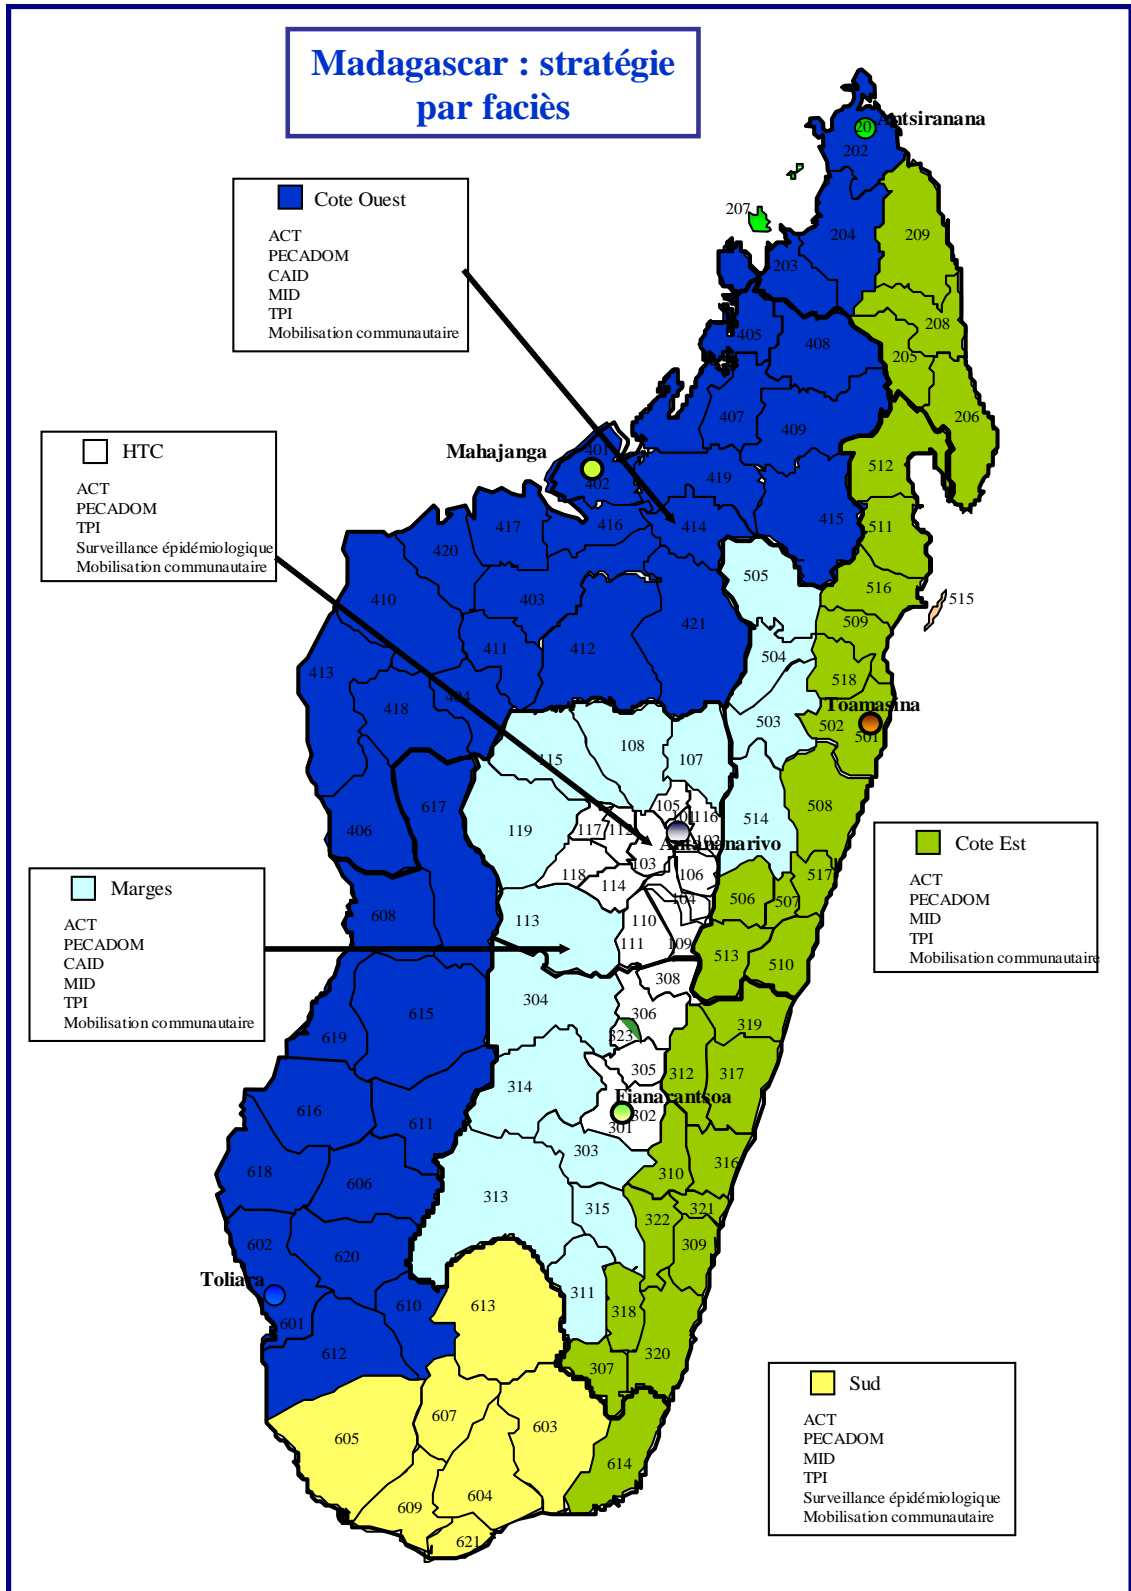 Madagascar : stratégie
par faciès
Antsiranana
20
202
Cote Ouest
ACT
PECADOM
CAID
MID
TPI
Mobilisation communautaire
207
204
209
203
208
405
408
205
407
409
206
HTC
ACT
PECADOM
TPI
Surveillance épidémiologique
Mobilisation communautaire
Mahajanga
401
402
419
512
417
416
414
415
511
420
505
410
403
516
515
421
509
411
412
413
504
518
404
418
Toamasina
503
502
501
108
115
107
617
105
508
101
116
514
406
119
117
112
102
Antananarivo
103
118
106
114
104
517
506
507
Cote Est
ACT
PECADOM
MID
TPI
Mobilisation communautaire
Marges
ACT
PECADOM
CAID
MID
TPI
Mobilisation communautaire
608
113
110
111
109
513
510
308
304
306
615
319
619
323
305
312
317
314
Fianarantsoa
302
301
616
611
303
316
618
606
310
313
315
321
322
602
620
309
Toliara
311
613
610
318
601
612
307
320
Sud
ACT
PECADOM
MID
TPI
Surveillance épidémiologique
Mobilisation communautaire
607
605
603
614
604
609
621